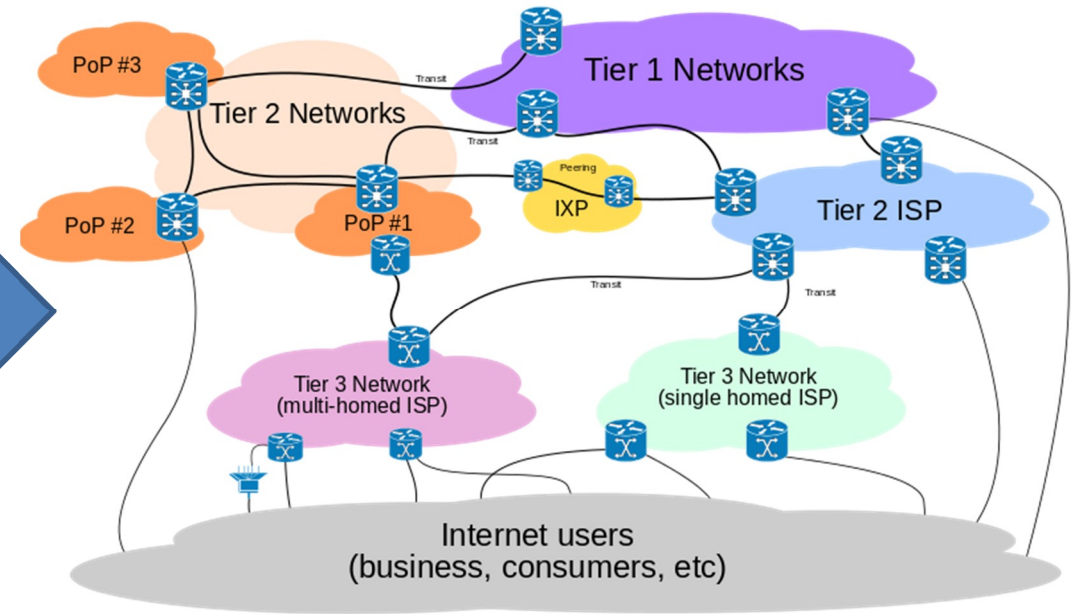 PoP #3
Transit
Tier 1 Networks
Tier 2 Networks
Transit
Peering
IXP
PoP #2
PoP #1
Tier 2 ISP
Transit
Transit
Tier 3 Network
(multi-homed ISP)
Tier 3 Network
(single homed ISP)
Internet users
(business, consumers, etc)